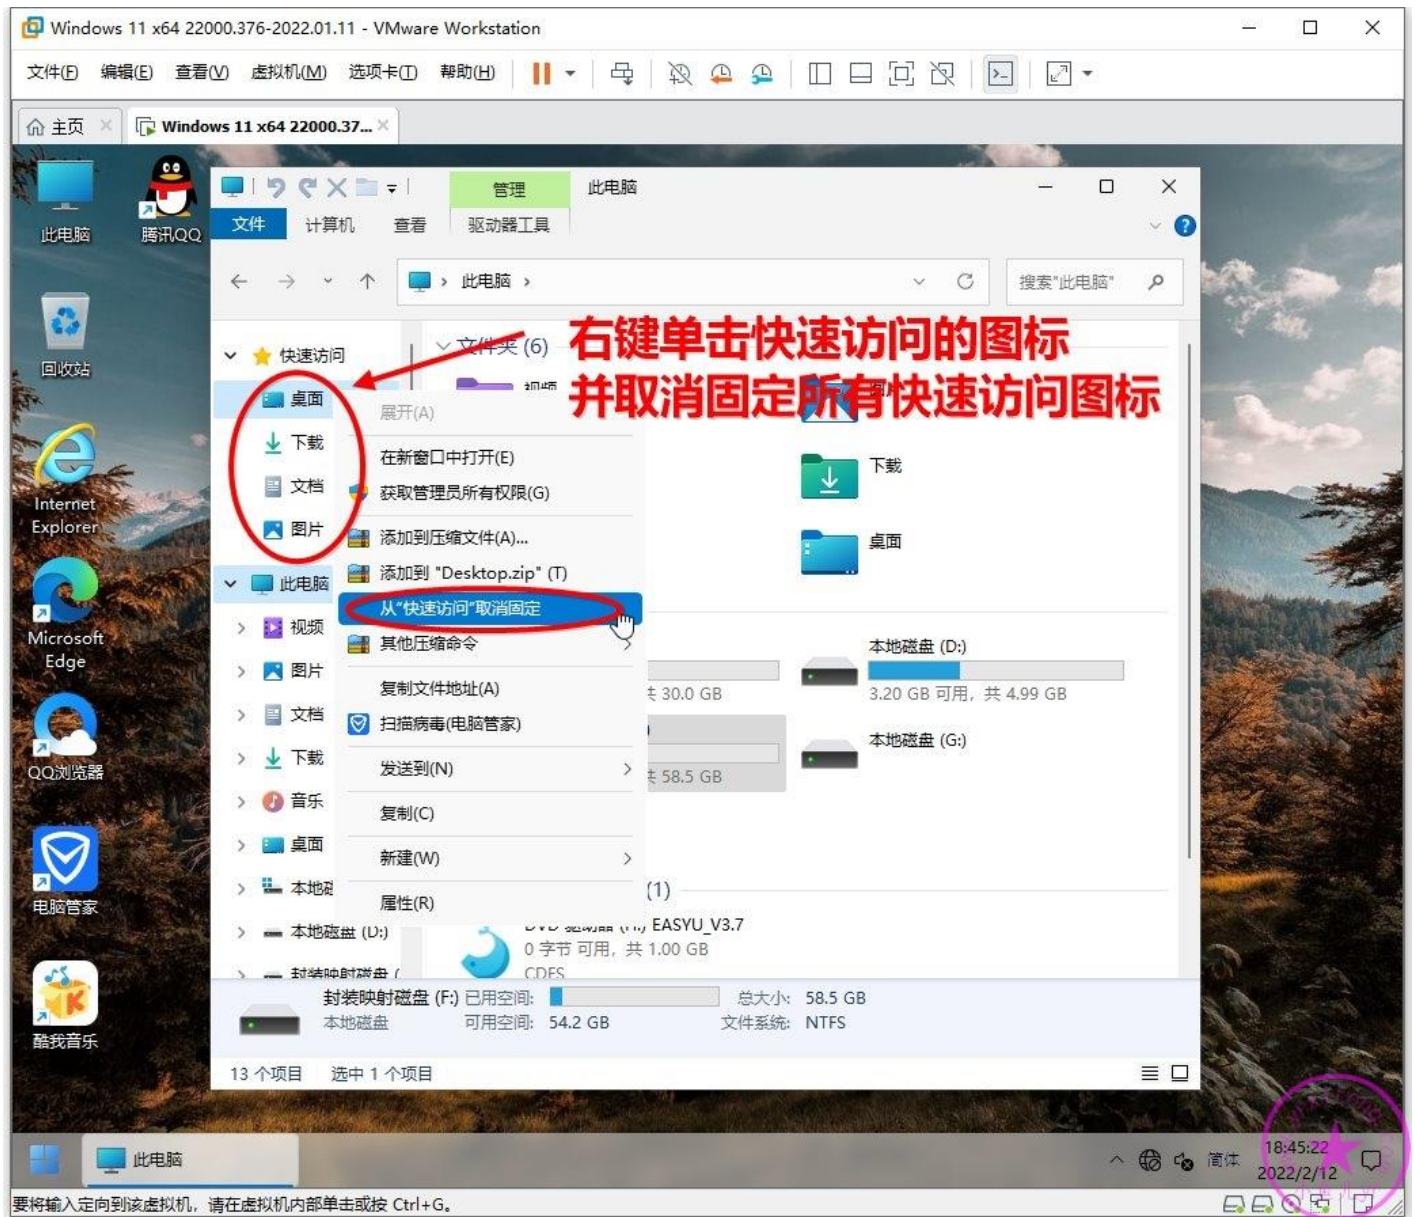 Windows 11 x64 22000.376-2022.01.11 - VMware Workstation
文件(F) 编辑(E) 查看(V) 虚拟机(M) 选项卡(T) 帮助(H)
主页 Windows 11 x64 22000.37...
此电脑
腾讯QQ
回收站
Internet
Explorer
Microsoft
Edge
QQ浏览器
电脑管家
酷我音乐
管理 此电脑
文件 计算机 查看 驱动器工具
此电脑 搜索"此电脑"
右键单击快速访问的图标
并取消固定所有快速访问图标
快速访问
桌面
下载
文档
图片
此电脑
视频
图片
文档
下载
音乐
桌面
本地磁盘 (D:)
展开(A)
在新窗口中打开(E)
获取管理员所有权限(G)
添加到压缩文件(A)...
添加到 "Desktop.zip" (T)
从"快速访问"取消固定
其他压缩命令
复制文件地址(A)
扫描病毒(电脑管家)
发送到(N)
复制(C)
新建(W)
属性(R)
文件夹 (6)
视频
下载
桌面
共 30.0 GB
本地磁盘 (D:)
3.20 GB 可用，共 4.99 GB
共 58.5 GB
本地磁盘 (G:)
(1)
EASYU_V3.7
0 字节 可用，共 1.00 GB
CDFS
封装映射磁盘 (F:) 已用空间: 总大小: 58.5 GB
本地磁盘 可用空间: 54.2 GB 文件系统: NTFS
13 个项目 选中 1 个项目
此电脑
简体
18:45:22
2022/2/12
要将输入定向到该虚拟机，请在虚拟机内部单击或按 Ctrl+G。